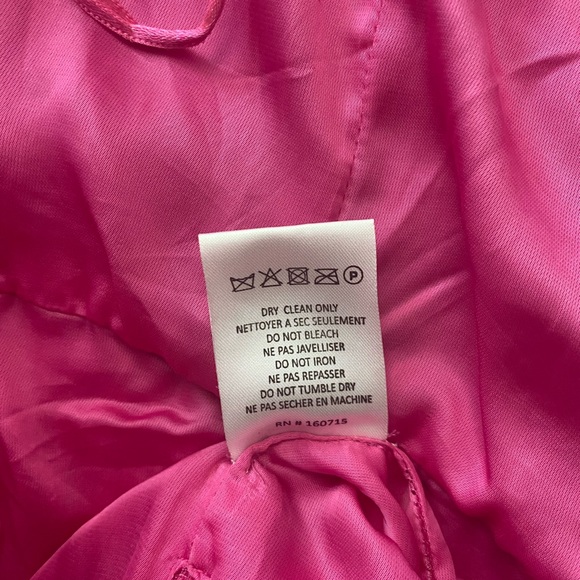 P
DRY CLEAN ONLY
NETTOYER A SEC SEULEMENT
DO NOT BLEACH
NE PAS JAVELLISER
DO NOT IRON
NE PAS REPASSER
DO NOT TUMBLE DRY
NE PAS SECHER EN MACHINE
RN # 160715